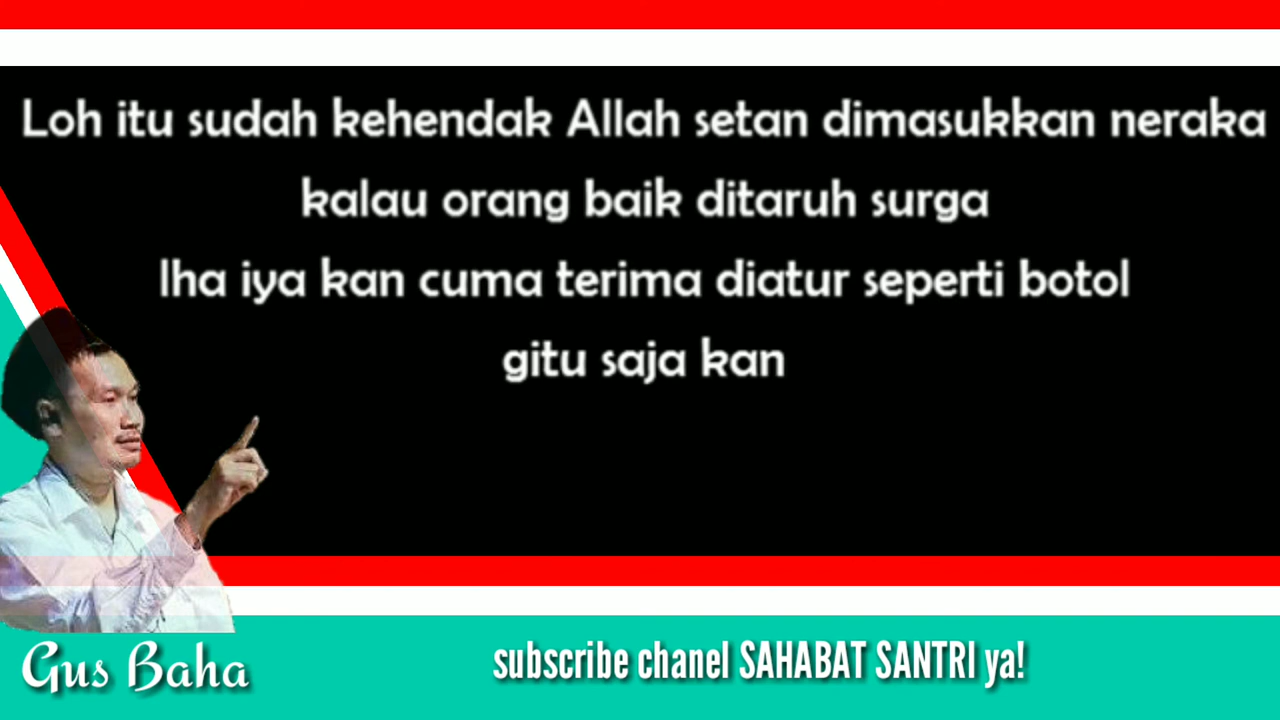 Loh itu sudah kehendak Allah setan dimasukkan neraka
kalau orang baik ditaruh surga
lha iya kan cuma terima diatur seperti botol
gitu saja kan
Gus Baha
subscribe chanel SAHABAT SANTRI ya!